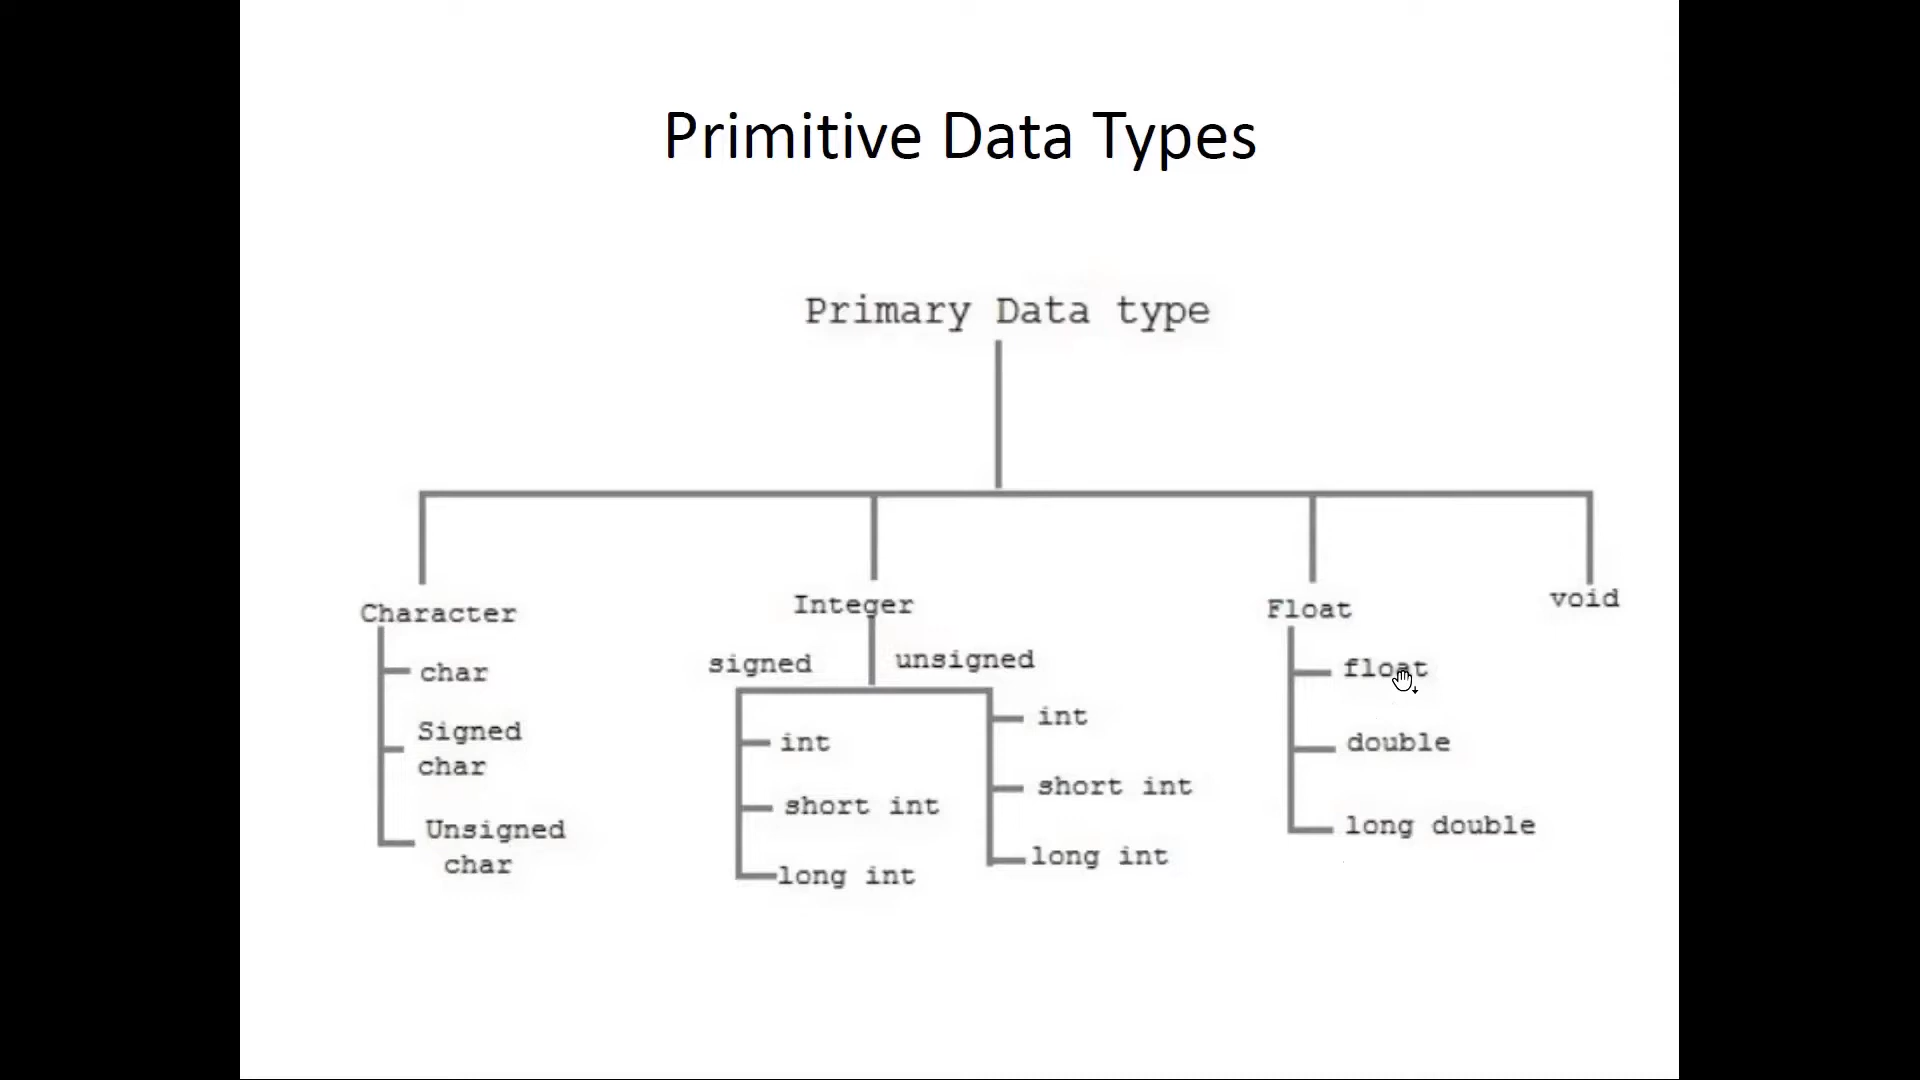 Primitive Data Types
Primary Data type
Character
char
Signed
char
Unsigned
char
Integer
signed
int
short int
long int
unsigned
int
short int
long int
Float
float
double
long double
void